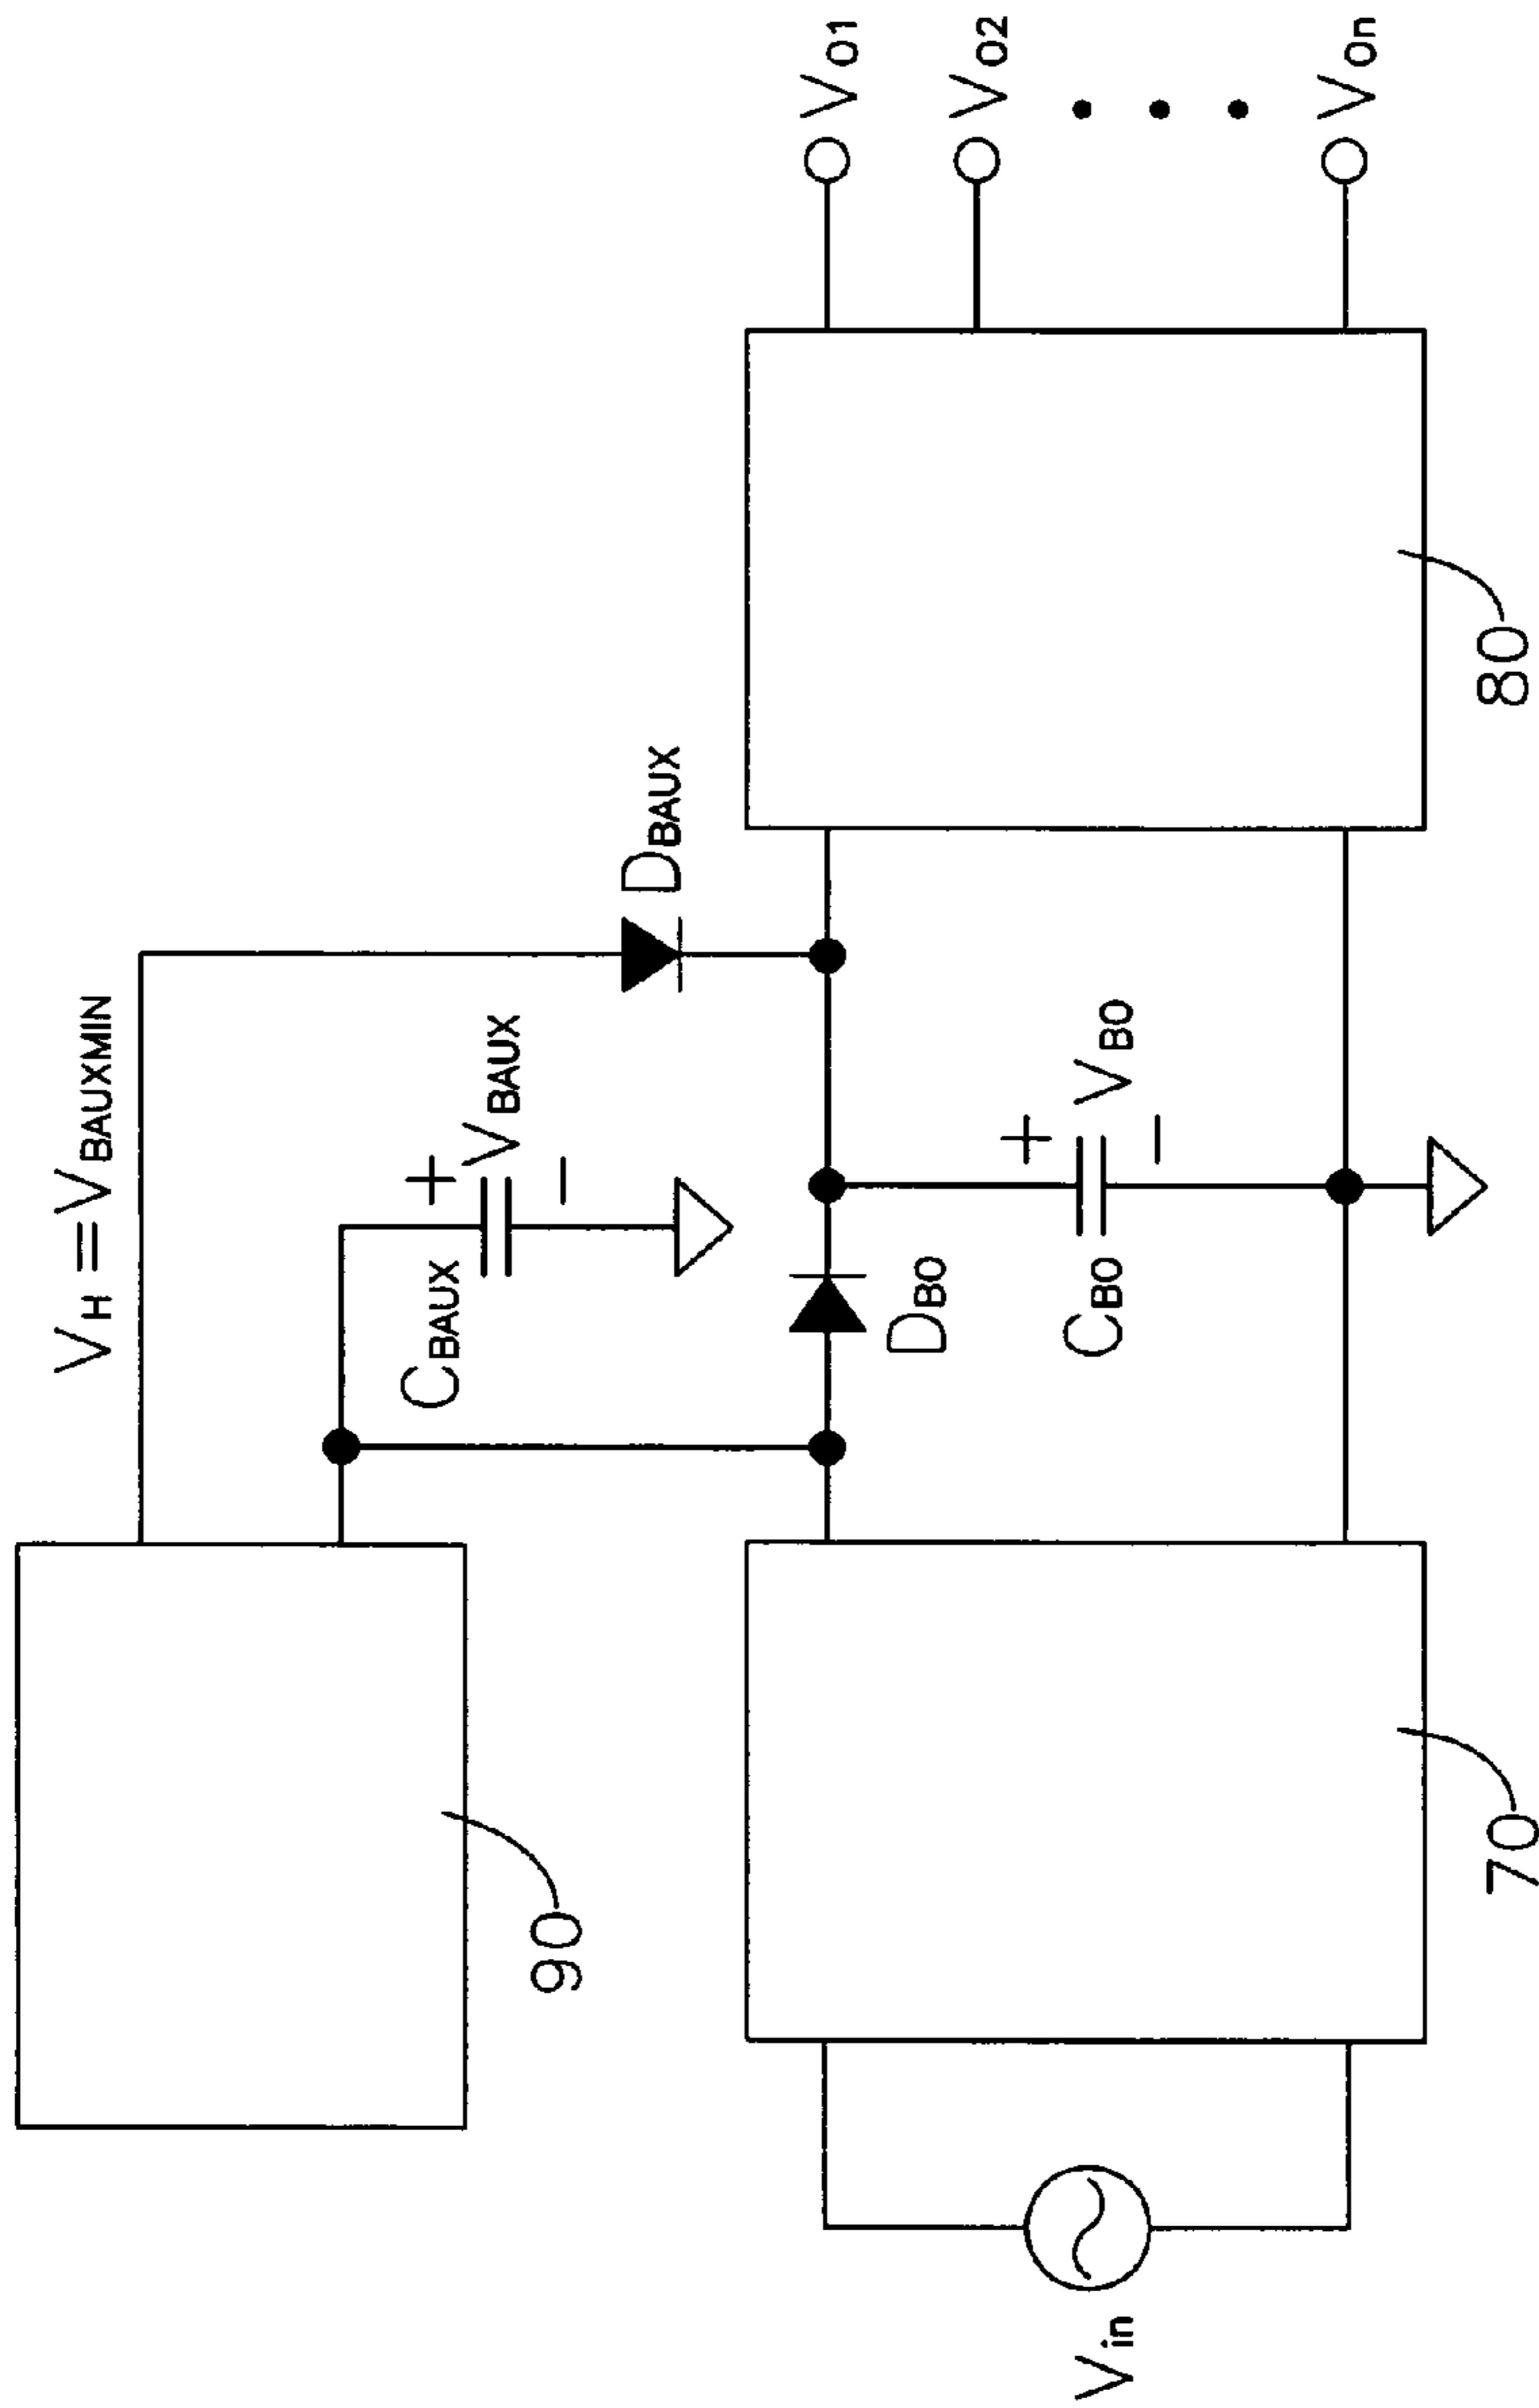 V_H = V_BAUXMIN
90
C_BAUX
+
V_BAUX
−
D_BAUX
V_in
70
D_BO
C_BO
+
V_BO
−
80
V_O1
V_O2
V_On